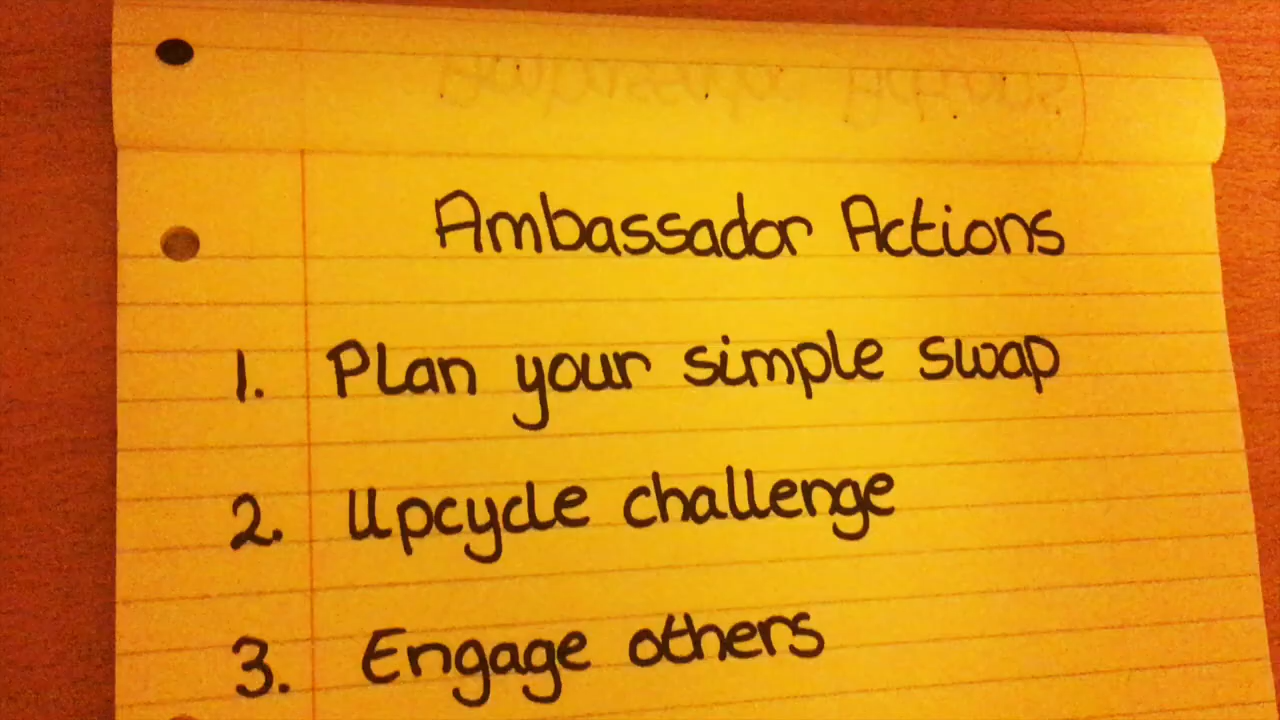 Ambassador Actions
1. Plan your simple swap
2. Upcycle challenge
3. Engage others